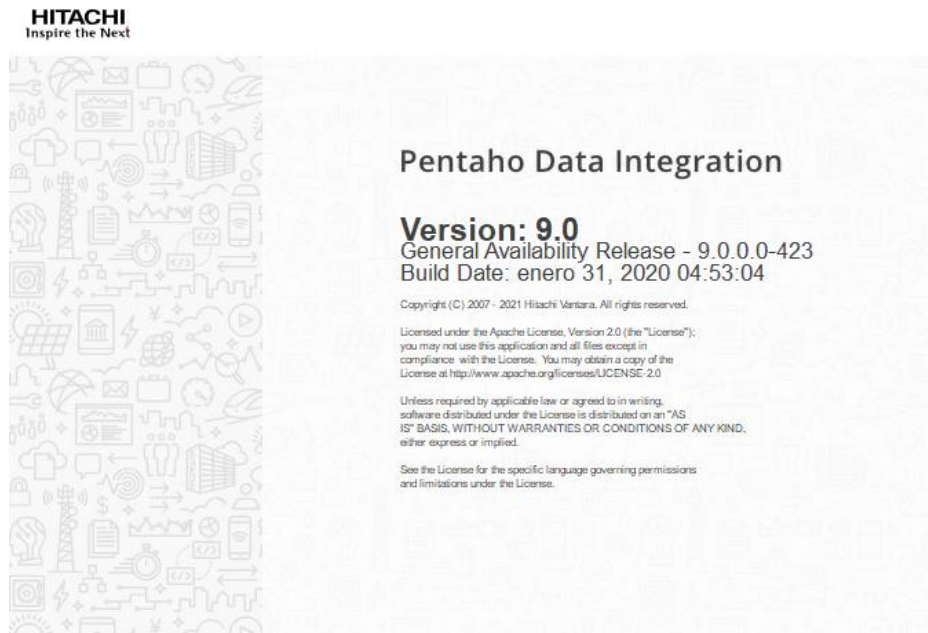 HITACHI
Inspire the Next
Pentaho Data Integration
Version: 9.0
General Availability Release - 9.0.0.0-423
Build Date: enero 31, 2020 04:53:04
Copyright (C) 2007 - 2021 Hitachi Vantara. All rights reserved.
Licensed under the Apache License, Version 2.0 (the "License");
you may not use this application and all files except in
compliance with the License. You may obtain a copy of the
License at http://www.apache.org/licenses/LICENSE-2.0
Unless required by applicable law or agreed to in writing,
software distributed under the License is distributed on an "AS
IS" BASIS, WITHOUT WARRANTIES OR CONDITIONS OF ANY KIND,
either express or implied.
See the License for the specific language governing permissions
and limitations under the License.